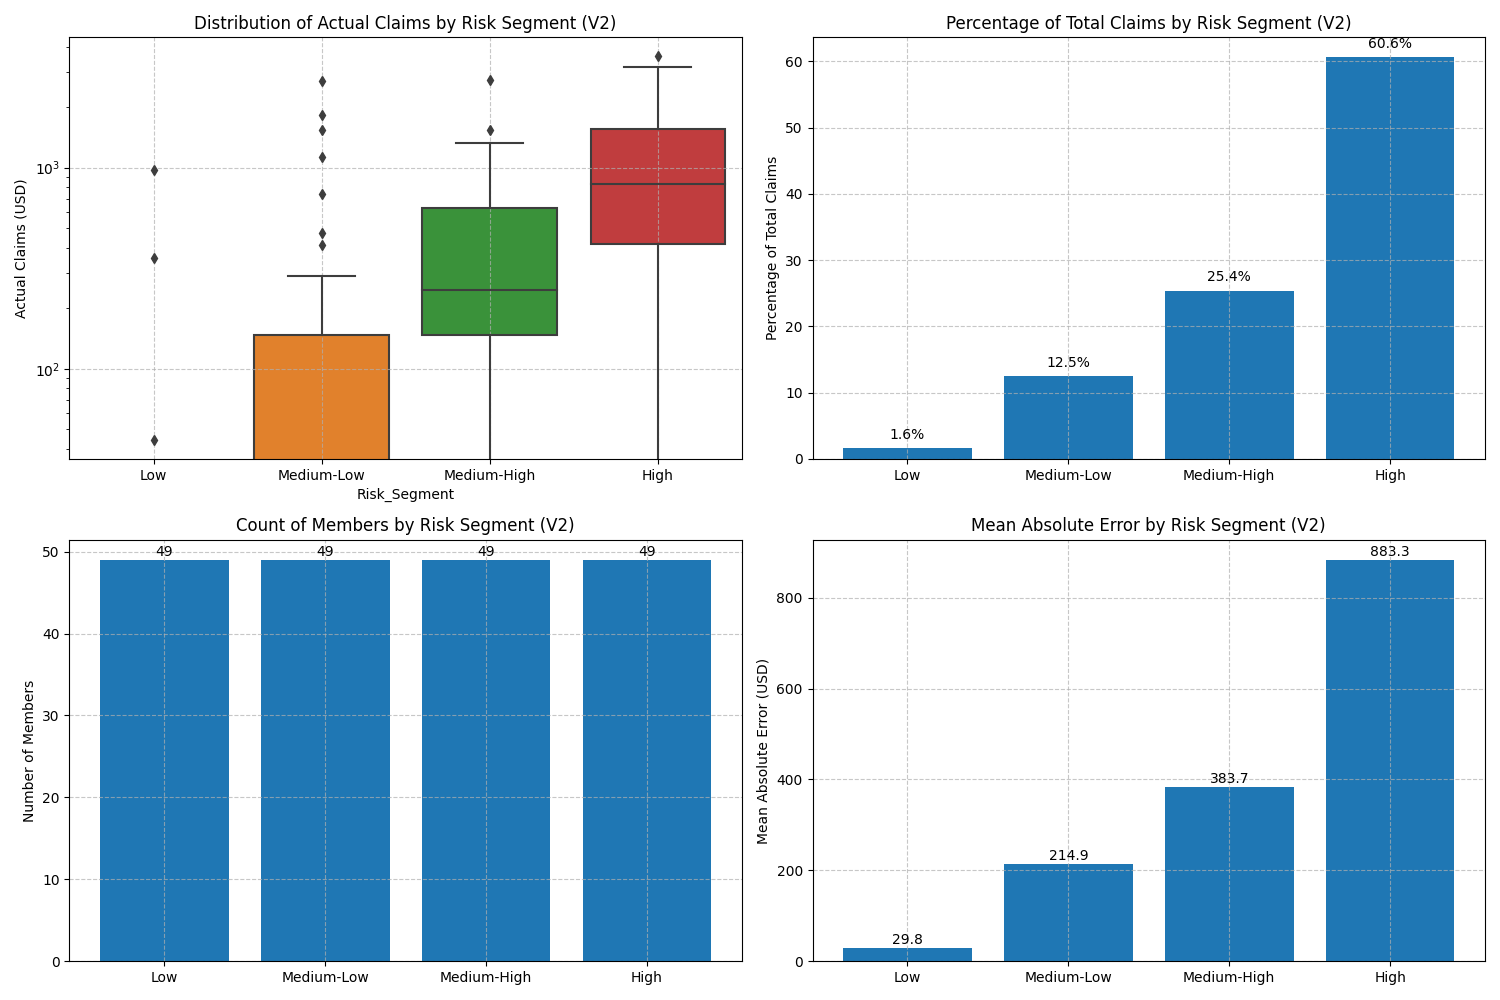 Distribution of Actual Claims by Risk Segment (V2)
Actual Claims (USD)
10³
10²
Low
Medium-Low
Medium-High
High
Risk_Segment
Percentage of Total Claims by Risk Segment (V2)
Percentage of Total Claims
60
50
40
30
20
10
0
1.6%
12.5%
25.4%
60.6%
Low
Medium-Low
Medium-High
High
Count of Members by Risk Segment (V2)
Number of Members
50
40
30
20
10
0
49
49
49
49
Low
Medium-Low
Medium-High
High
Mean Absolute Error by Risk Segment (V2)
Mean Absolute Error (USD)
800
600
400
200
0
29.8
214.9
383.7
883.3
Low
Medium-Low
Medium-High
High